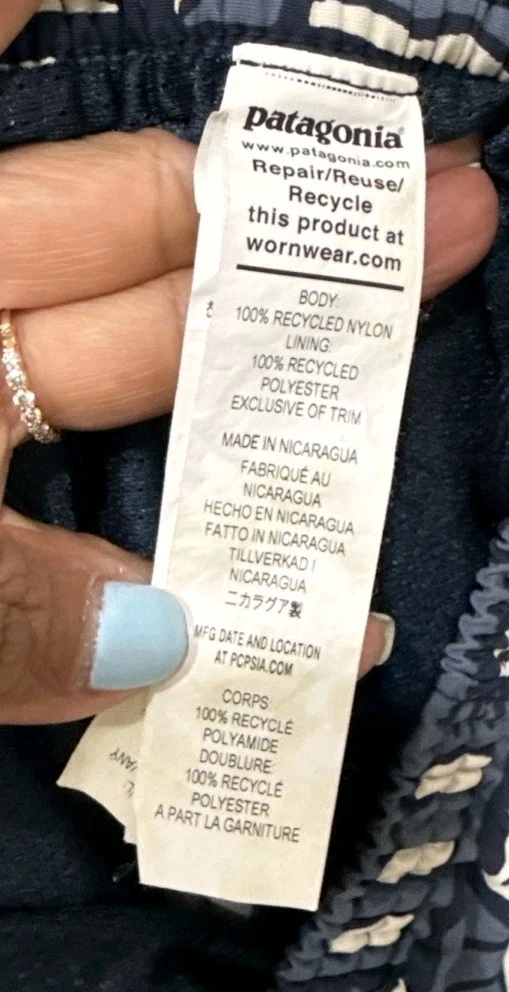 patagonia®
www.patagonia.com
Repair/Reuse/
Recycle
this product at
wornwear.com
BODY:
100% RECYCLED NYLON
LINING:
100% RECYCLED
POLYESTER
EXCLUSIVE OF TRIM
MADE IN NICARAGUA
FABRIQUÉ AU
NICARAGUA
HECHO EN NICARAGUA
FATTO IN NICARAGUA
TILLVERKAD I
NICARAGUA
ニカラグア製
MFG DATE AND LOCATION
AT PCPSIA.COM
CORPS:
100% RECYCLÉ
POLYAMIDE
DOUBLURE:
100% RECYCLÉ
POLYESTER
A PART LA GARNITURE